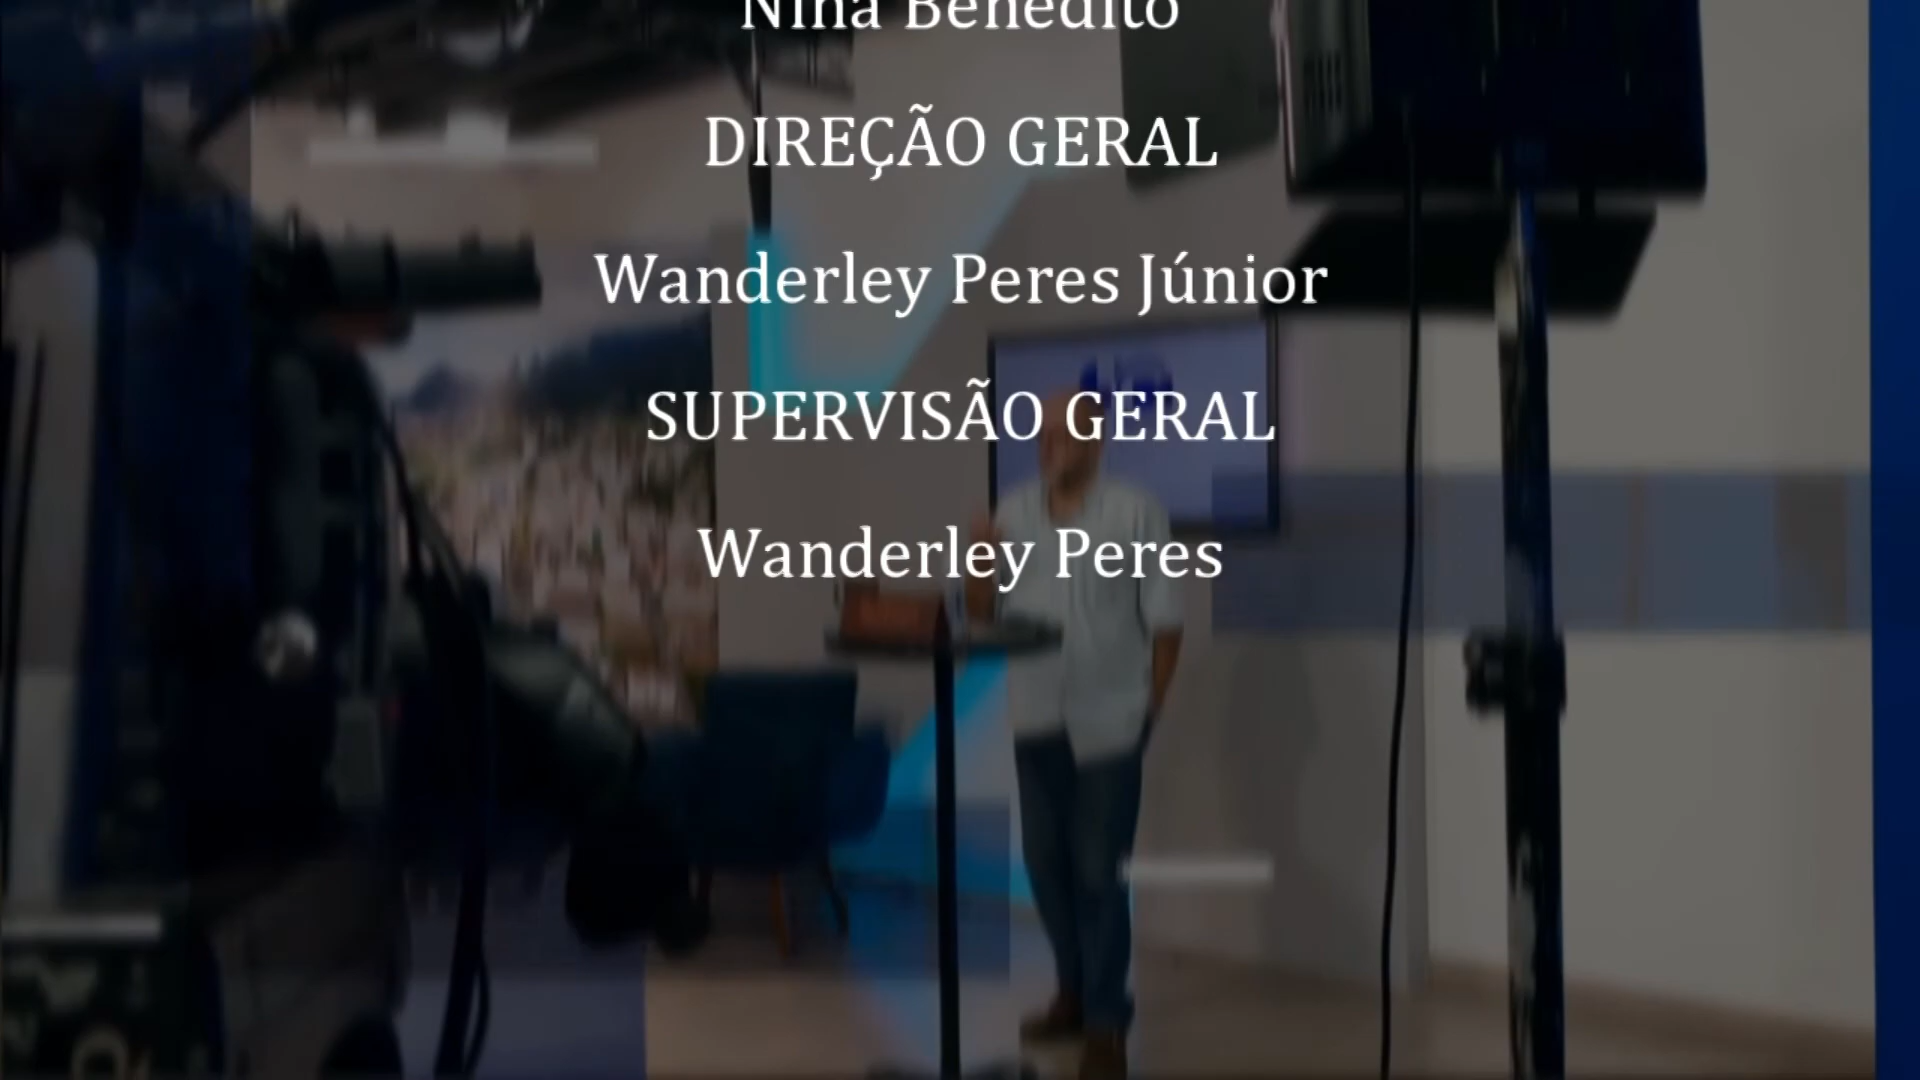 Nina Benedito
DIREÇÃO GERAL
Wanderley Peres Júnior
SUPERVISÃO GERAL
Wanderley Peres